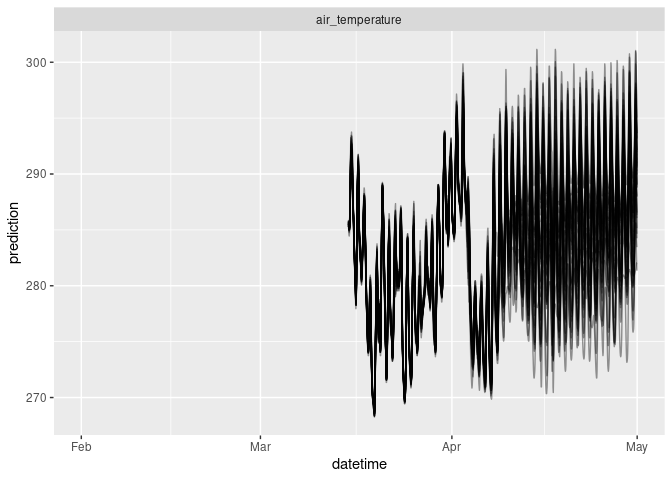 air_temperature
300
290
280
270
prediction
Feb Mar Apr May
datetime